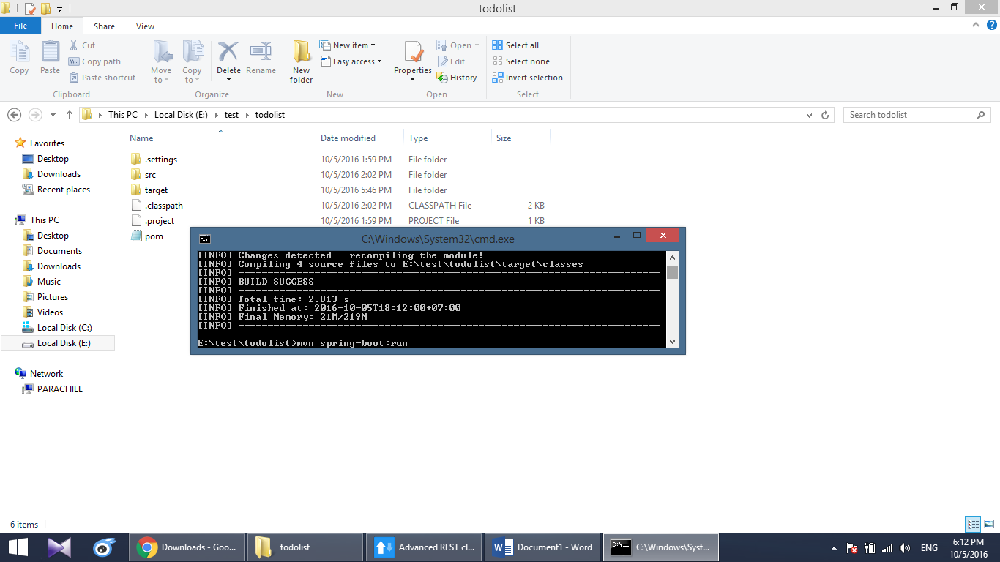 todolist
File Home Share View
Copy
Paste
Cut
Copy path
Paste shortcut
Clipboard
Move to
Copy to
Delete
Rename
Organize
New folder
New item
Easy access
New
Properties
Open
Edit
History
Open
Select all
Select none
Invert selection
Select
This PC Local Disk (E:) test todolist
Search todolist
Favorites
Desktop
Downloads
Recent places
This PC
Desktop
Documents
Downloads
Music
Pictures
Videos
Local Disk (C:)
Local Disk (E:)
Network
PARACHILL
Name Date modified Type Size
.settings 10/5/2016 1:59 PM File folder
src 10/5/2016 2:02 PM File folder
target 10/5/2016 5:46 PM File folder
.classpath 10/5/2016 2:02 PM CLASSPATH File 2 KB
.project 10/5/2016 1:59 PM PROJECT File 1 KB
pom
C:\Windows\System32\cmd.exe
[INFO] Changes detected - recompiling the module!
[INFO] Compiling 4 source files to E:\test\todolist\target\classes
[INFO] ------------------------------------------------------------------------
[INFO] BUILD SUCCESS
[INFO] ------------------------------------------------------------------------
[INFO] Total time: 2.813 s
[INFO] Finished at: 2016-10-05T18:12:00+07:00
[INFO] Final Memory: 21M/219M
[INFO] ------------------------------------------------------------------------
E:\test\todolist>mvn spring-boot:run
6 items
Downloads - Goo...
todolist
Advanced REST cl...
Document1 - Word
C:\Windows\Syst...
ENG
6:12 PM
10/5/2016